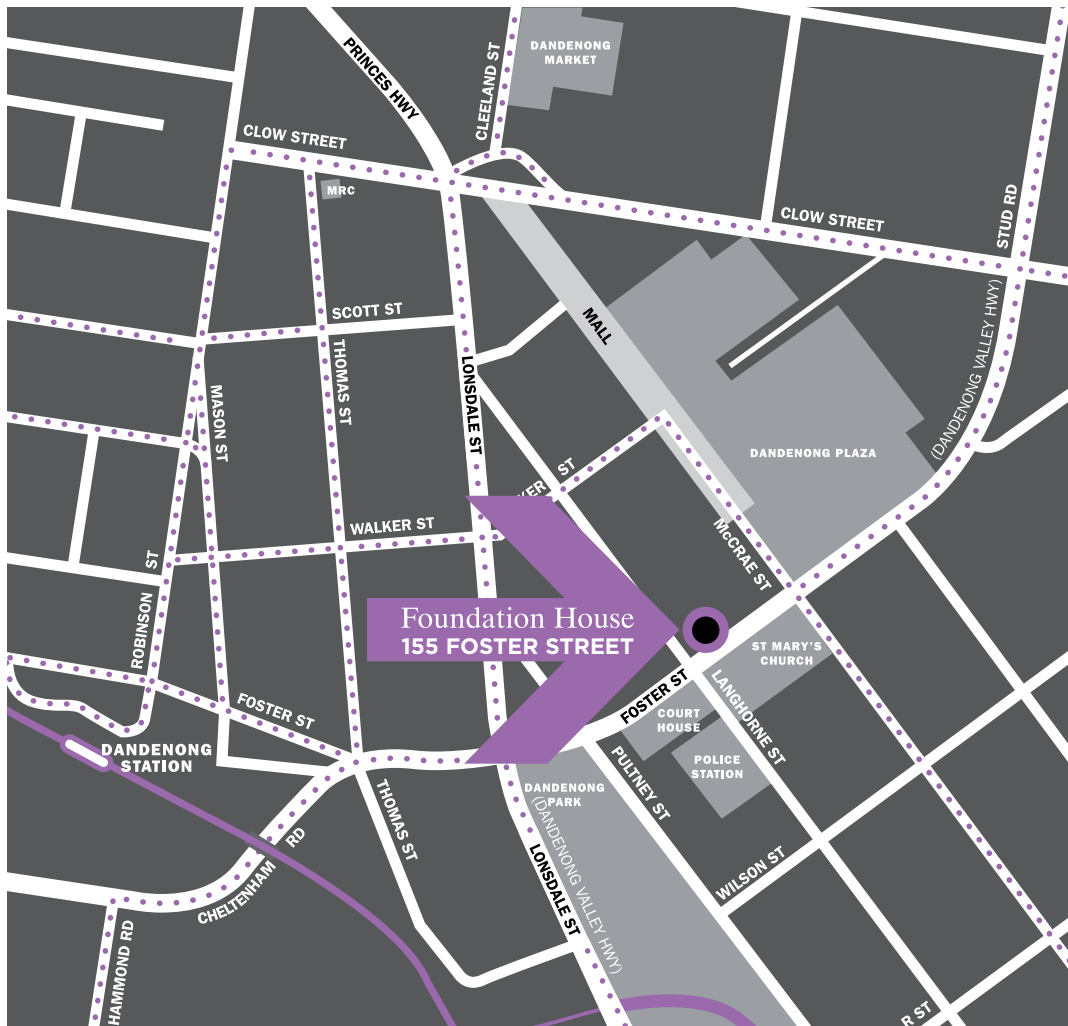 PRINCES HWY
CLEELAND ST
DANDENONG
MARKET
CLOW STREET
MRC
CLOW STREET
STUD RD
(DANDENONG VALLEY HWY)
SCOTT ST
MALL
THOMAS ST
LONSDALE ST
MASON ST
DANDENONG PLAZA
KER ST
WALKER ST
McCRAE ST
ROBINSON ST
Foundation House
155 FOSTER STREET
ST MARY'S
CHURCH
FOSTER ST
LANGHORNE ST
COURT
HOUSE
FOSTER ST
DANDENONG
STATION
POLICE
STATION
PULTNEY ST
DANDENONG
PARK
(DANDENONG VALLEY HWY)
THOMAS ST
CHELTENHAM RD
LONSDALE ST
WILSON ST
HAMMOND RD
R ST